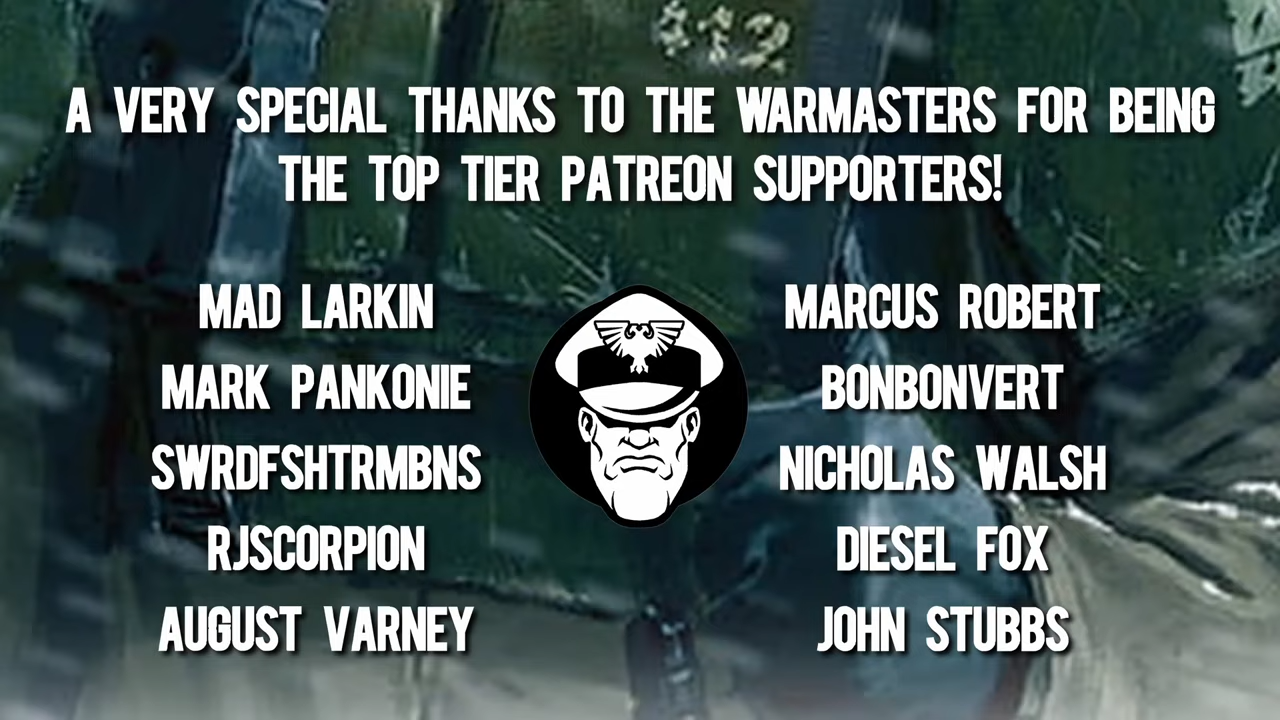 212
A VERY SPECIAL THANKS TO THE WARMASTERS FOR BEING
THE TOP TIER PATREON SUPPORTERS!
MAD LARKIN
MARK PANKONIE
SWRDFSHTRMBNS
RJSCORPION
AUGUST VARNEY
MARCUS ROBERT
BONBONVERT
NICHOLAS WALSH
DIESEL FOX
JOHN STUBBS